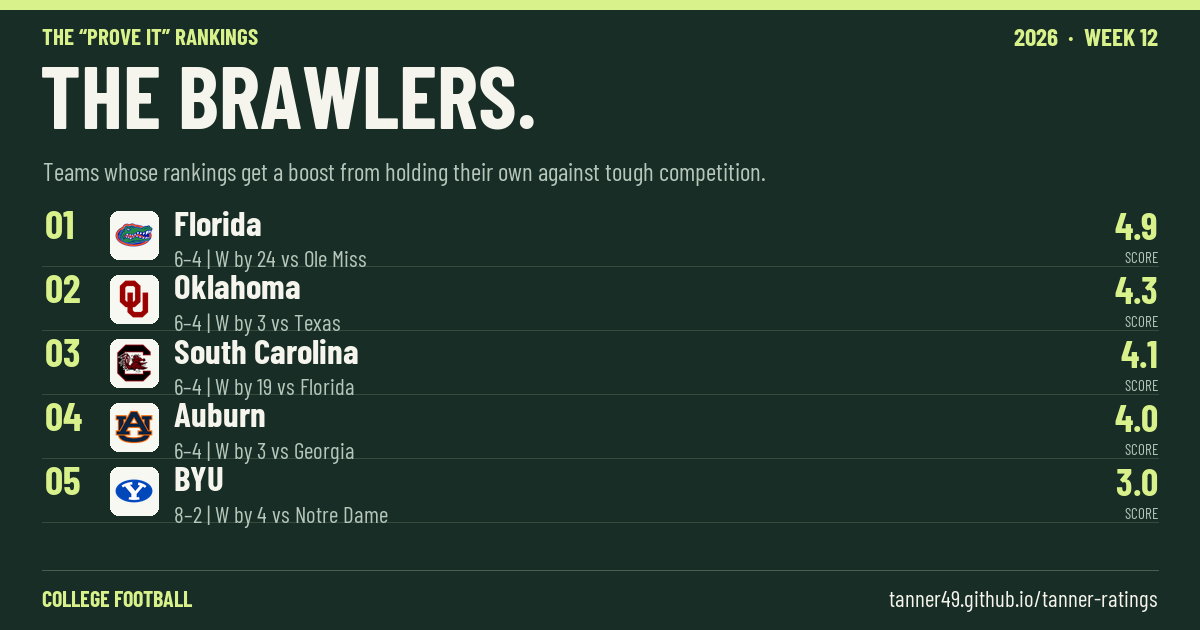 THE “PROVE IT” RANKINGS
2026 · WEEK 12
THE BRAWLERS.
Teams whose rankings get a boost from holding their own against tough competition.
01 Florida 4.9
6–4 | W by 24 vs Ole Miss SCORE
02 OU Oklahoma 4.3
6–4 | W by 3 vs Texas SCORE
03 C South Carolina 4.1
6–4 | W by 19 vs Florida SCORE
04 AU Auburn 4.0
6–4 | W by 3 vs Georgia SCORE
05 Y BYU 3.0
8–2 | W by 4 vs Notre Dame SCORE
COLLEGE FOOTBALL
tanner49.github.io/tanner-ratings